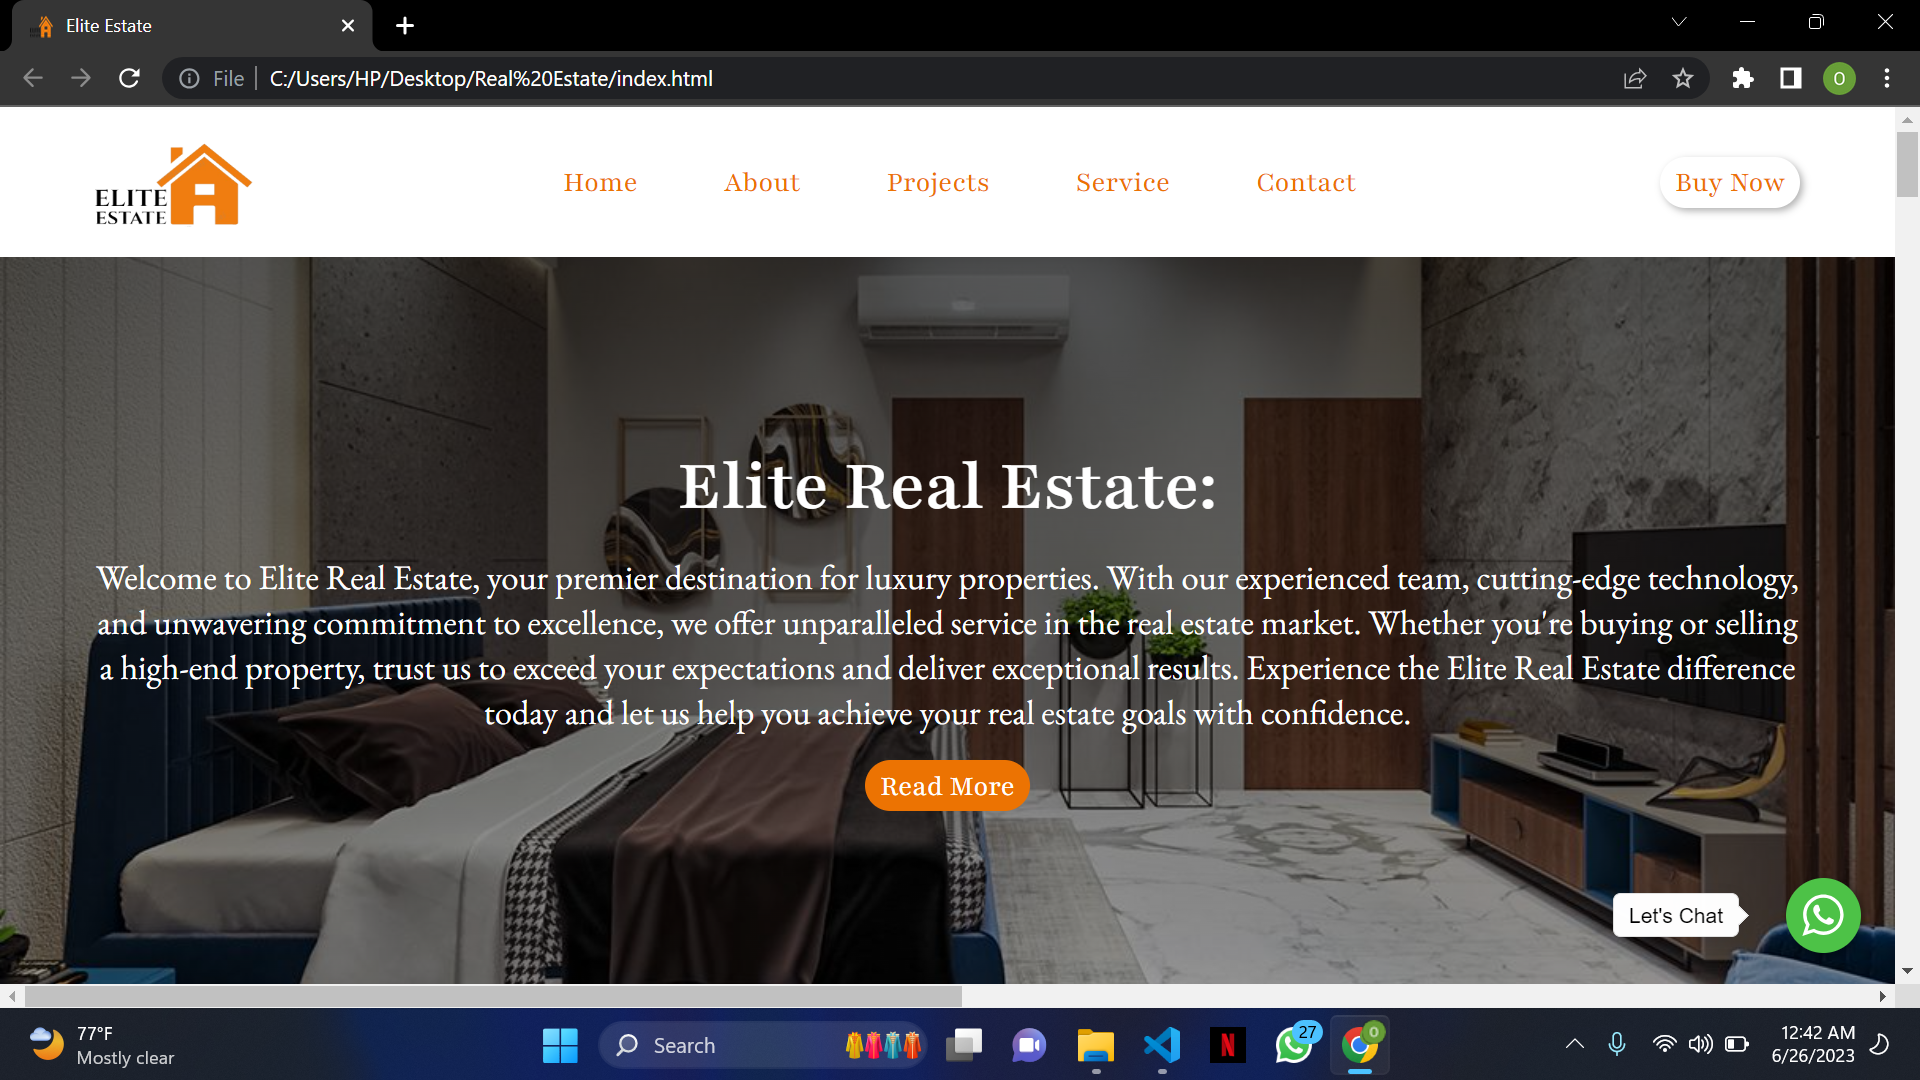 Elite Estate
File
C:/Users/HP/Desktop/Real%20Estate/index.html
O
ELITE
ESTATE
Home
About
Projects
Service
Contact
Buy Now
Elite Real Estate:
Welcome to Elite Real Estate, your premier destination for luxury properties. With our experienced team, cutting-edge technology,
and unwavering commitment to excellence, we offer unparalleled service in the real estate market. Whether you're buying or selling
a high-end property, trust us to exceed your expectations and deliver exceptional results. Experience the Elite Real Estate difference
today and let us help you achieve your real estate goals with confidence.
Read More
Let's Chat
77°F
Mostly clear
Search
N
27
O
12:42 AM
6/26/2023